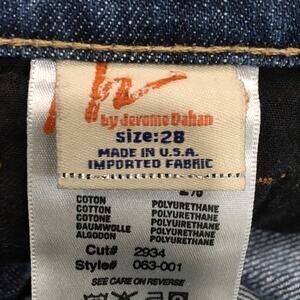 by Jerome Dahan
size:28
MADE IN U.S.A.
IMPORTED FABRIC
2%
COTON POLYURETHANE
COTTON POLYURETHANE
COTONE POLYURETHANE
BAUMWOLLE POLYURETHANE
ALGODON POLYURETHANE
Cut# 2934
Style# 063-001
SEE CARE ON REVERSE